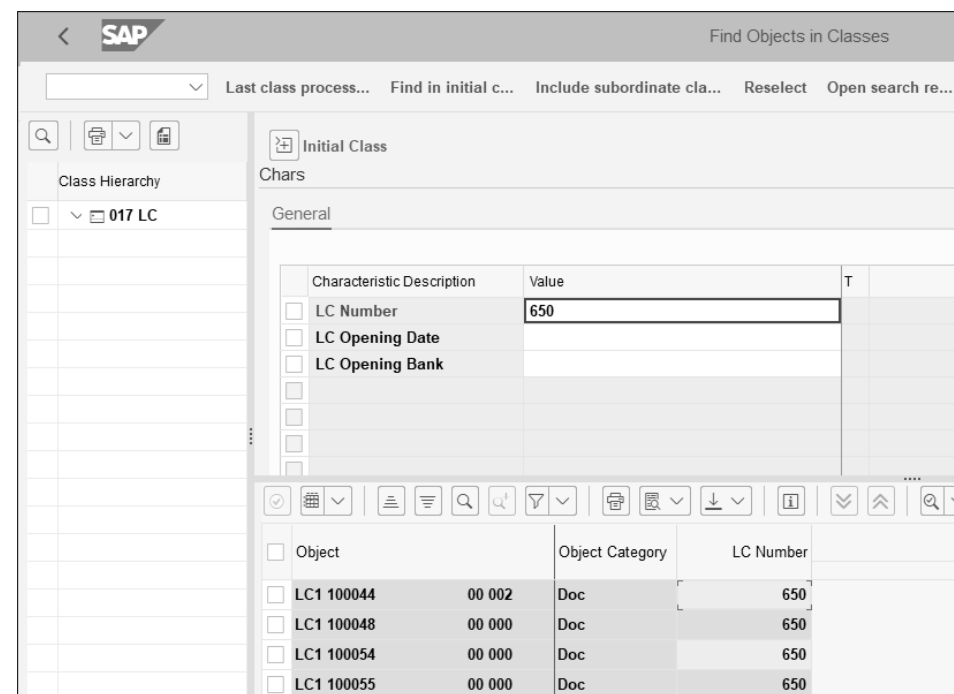 SAP
Find Objects in Classes
Last class process... Find in initial c... Include subordinate cla... Reselect Open search re...
Initial Class
Class Hierarchy
Chars
017 LC
General
Characteristic Description Value T
LC Number 650
LC Opening Date
LC Opening Bank
Object Object Category LC Number
LC1 100044 00 002 Doc 650
LC1 100048 00 000 Doc 650
LC1 100054 00 000 Doc 650
LC1 100055 00 000 Doc 650